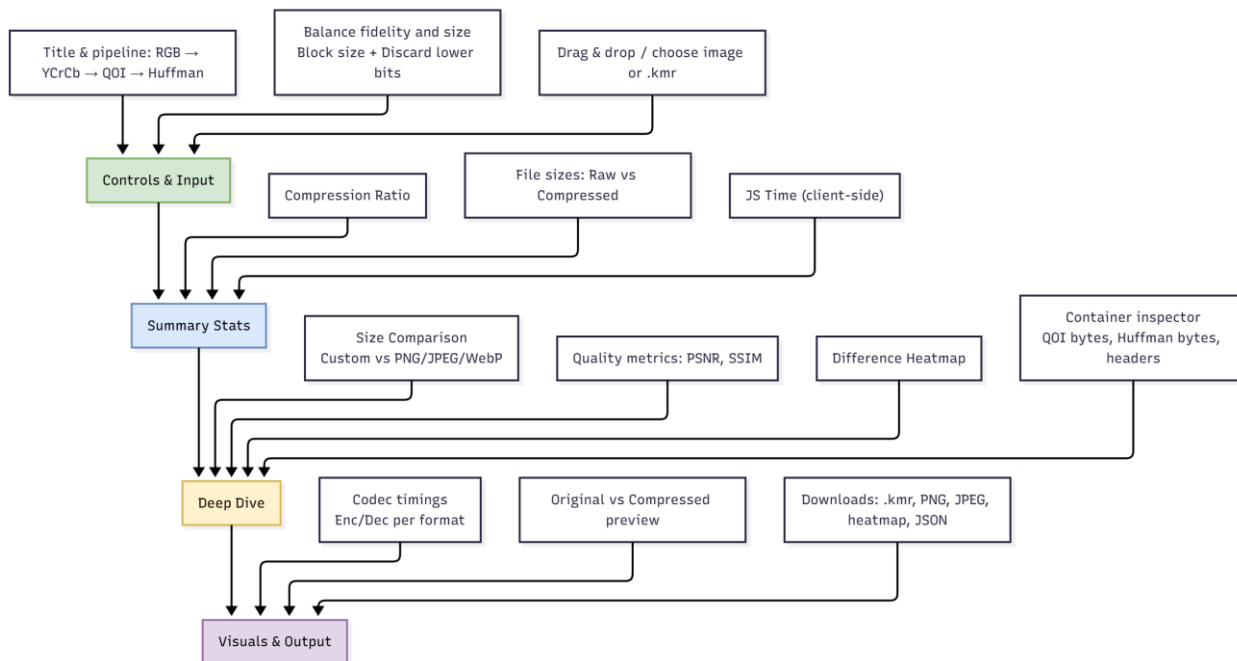 Title & pipeline: RGB →
YCrCb → QOI → Huffman
Balance fidelity and size
Block size + Discard lower
bits
Drag & drop / choose image
or .kmr
Controls & Input
Compression Ratio
File sizes: Raw vs
Compressed
JS Time (client-side)
Summary Stats
Size Comparison
Custom vs PNG/JPEG/WebP
Quality metrics: PSNR, SSIM
Difference Heatmap
Container inspector
QOI bytes, Huffman bytes,
headers
Deep Dive
Codec timings
Enc/Dec per format
Original vs Compressed
preview
Downloads: .kmr, PNG, JPEG,
heatmap, JSON
Visuals & Output